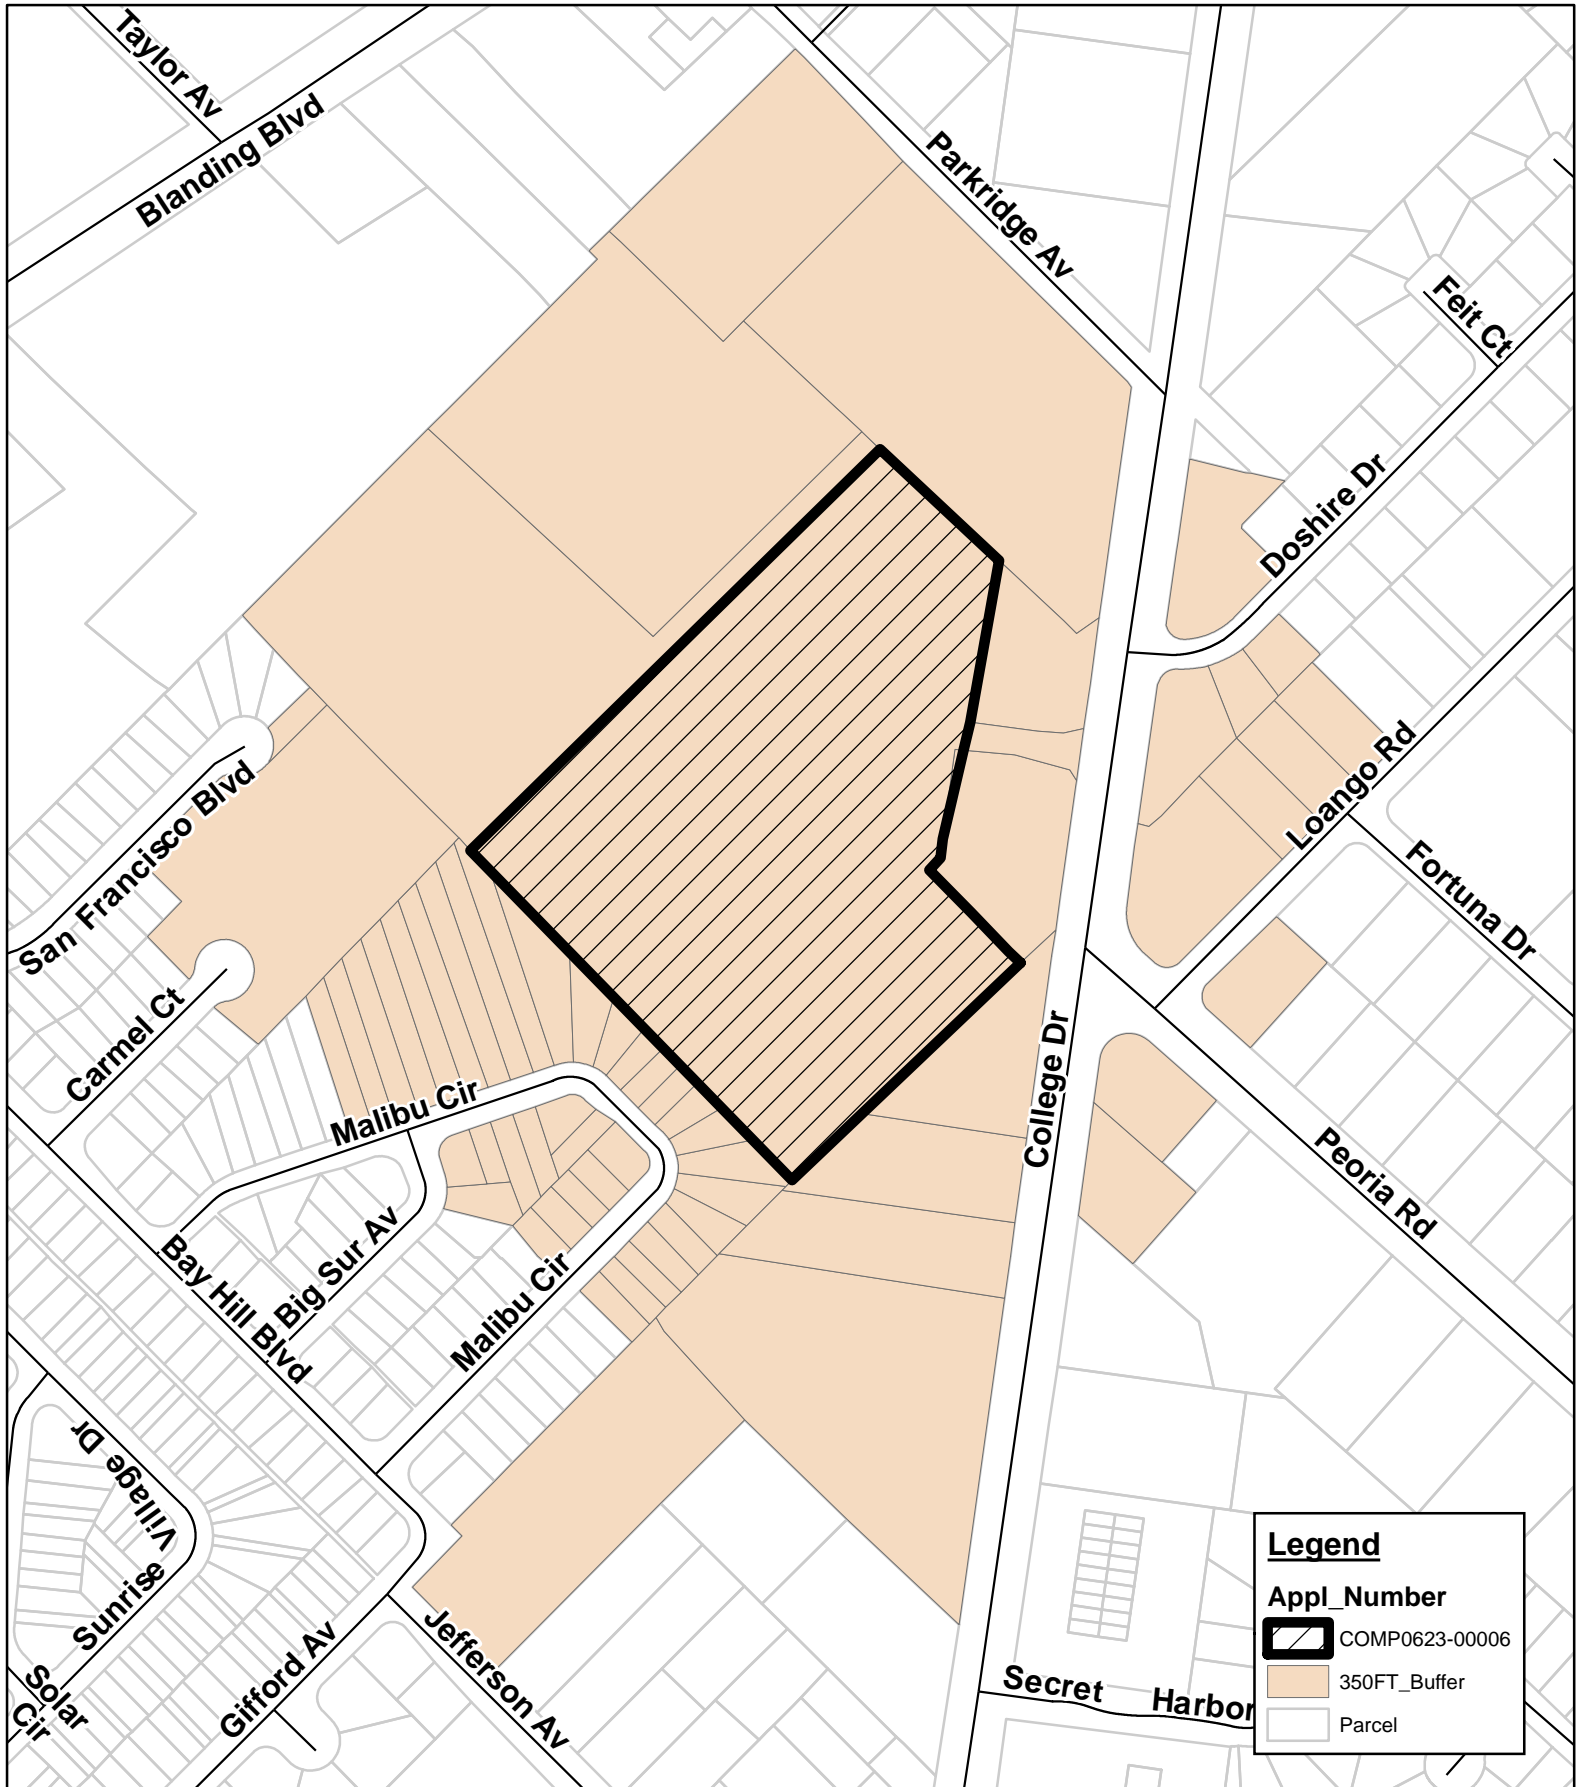 Taylor Av
Blanding Blvd
Parkridge Av
Feit Ct
Doshire Dr
Loango Rd
San Francisco Blvd
Fortuna Dr
Carmel Ct
College Dr
Malibu Cir
Peoria Rd
Big Sur Av
Bay Hill Blvd
Malibu Cir
Village Dr
Sunrise
Jefferson Av
Gifford Av
Solar
Cir
Secret Harbor
Legend
Appl_Number
COMP0623-00006
350FT_Buffer
Parcel